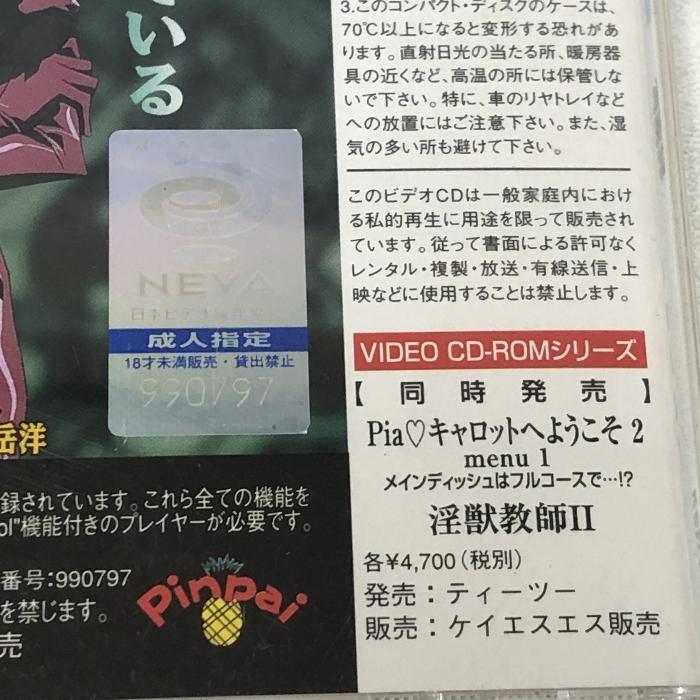 ている
3.このコンパクト・ディスクのケースは、
70℃以上になると変形する恐れがあ
ります。直射日光の当たる所、暖房器
具の近くなど、高温の所には保管しな
いで下さい。特に、車のリヤトレイなど
への放置にはご注意下さい。また、湿
気の多い所も避けて下さい。
このビデオCDは一般家庭内におけ
る私的再生に用途を限って販売され
ています。従って書面による許可なく
レンタル・複製・放送・有線送信・上
映などに使用することは禁止します。
NEVA
日本ビデオ倫理協会
成人指定
18才未満販売・貸出禁止
990797
VIDEO CD-ROMシリーズ
【同時発売】
Pia♡キャロットへようこそ 2
menu 1
メインディッシュはフルコースで…!?
淫獣教師II
各¥4,700(税別)
発売:ティーツー
販売:ケイエスエス販売
岳洋
録されています。これら全ての機能を
ol"機能付きのプレイヤーが必要です。
番号:990797
を禁じます。
売
Pinpai